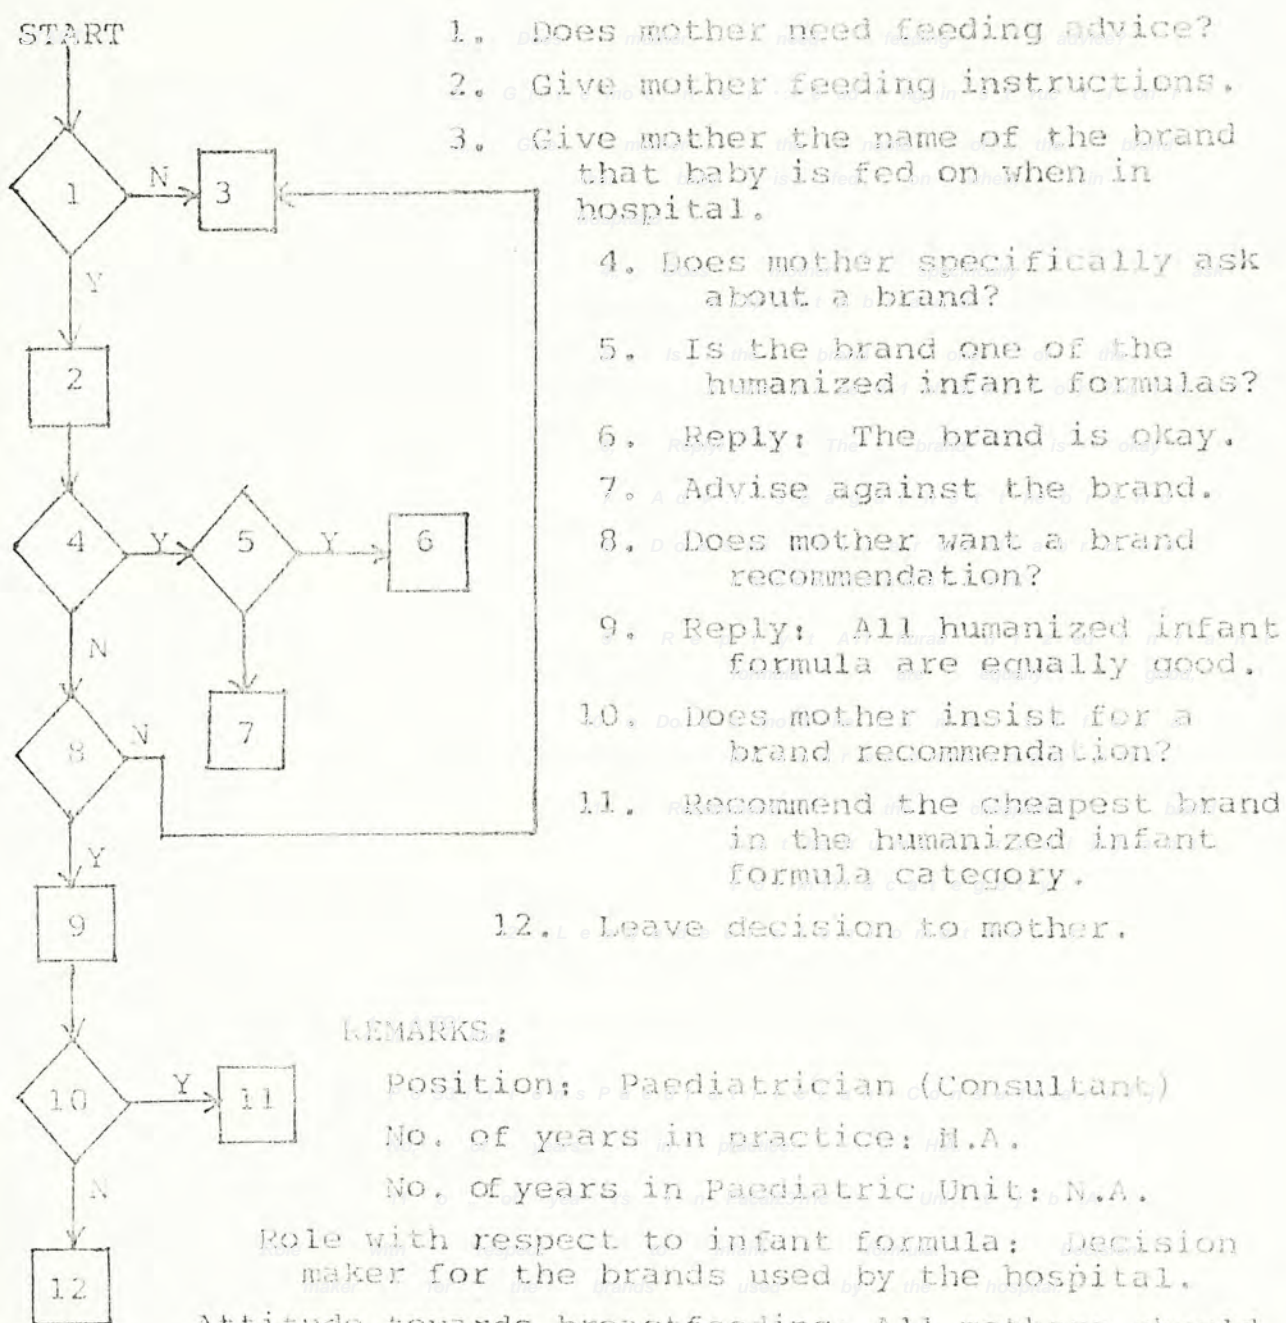 START
1. Does mother need feeding advice?
2. Give mother feeding instructions.
3. Give mother the name of the brand
that baby is fed on when in
hospital.
4. Does mother specifically ask
about a brand?
5. Is the brand one of the
humanized infant formulas?
6. Reply: The brand is okay.
7. Advise against the brand.
8. Does mother want a brand
recommendation?
9. Reply: All humanized infant
formula are equally good.
10. Does mother insist for a
brand recommendation?
11. Recommend the cheapest brand
in the humanized infant
formula category.
12. Leave decision to mother.
1
N
3
Y
2
4
Y
5
Y
6
N
7
8
N
Y
9
10
Y
11
N
12
REMARKS:
Position: Paediatrician (Consultant)
No. of years in practice: N.A.
No. of years in Paediatric Unit: N.A.
Role with respect to infant formula: Decision
maker for the brands used by the hospital.
Attitude towards breastfeeding: All mothers should